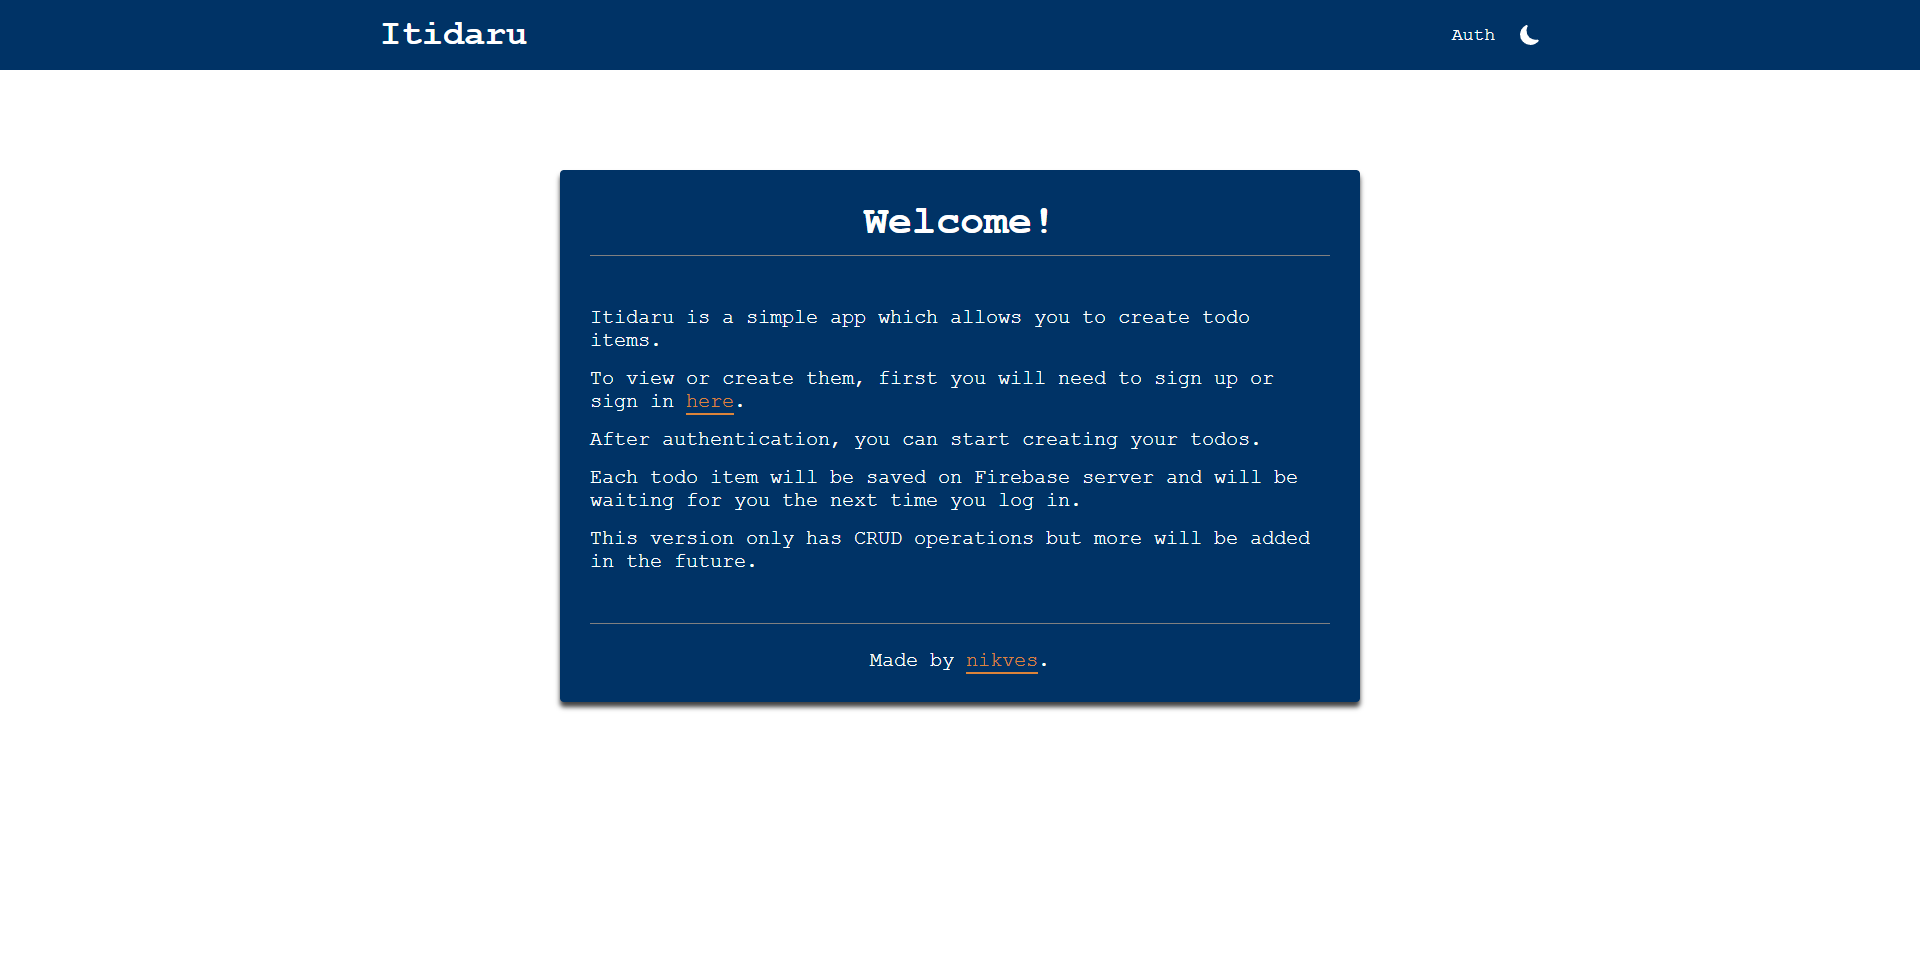 Itidaru
Auth
Welcome!
Itidaru is a simple app which allows you to create todo
items.
To view or create them, first you will need to sign up or
sign in here.
After authentication, you can start creating your todos.
Each todo item will be saved on Firebase server and will be
waiting for you the next time you log in.
This version only has CRUD operations but more will be added
in the future.
Made by nikves.